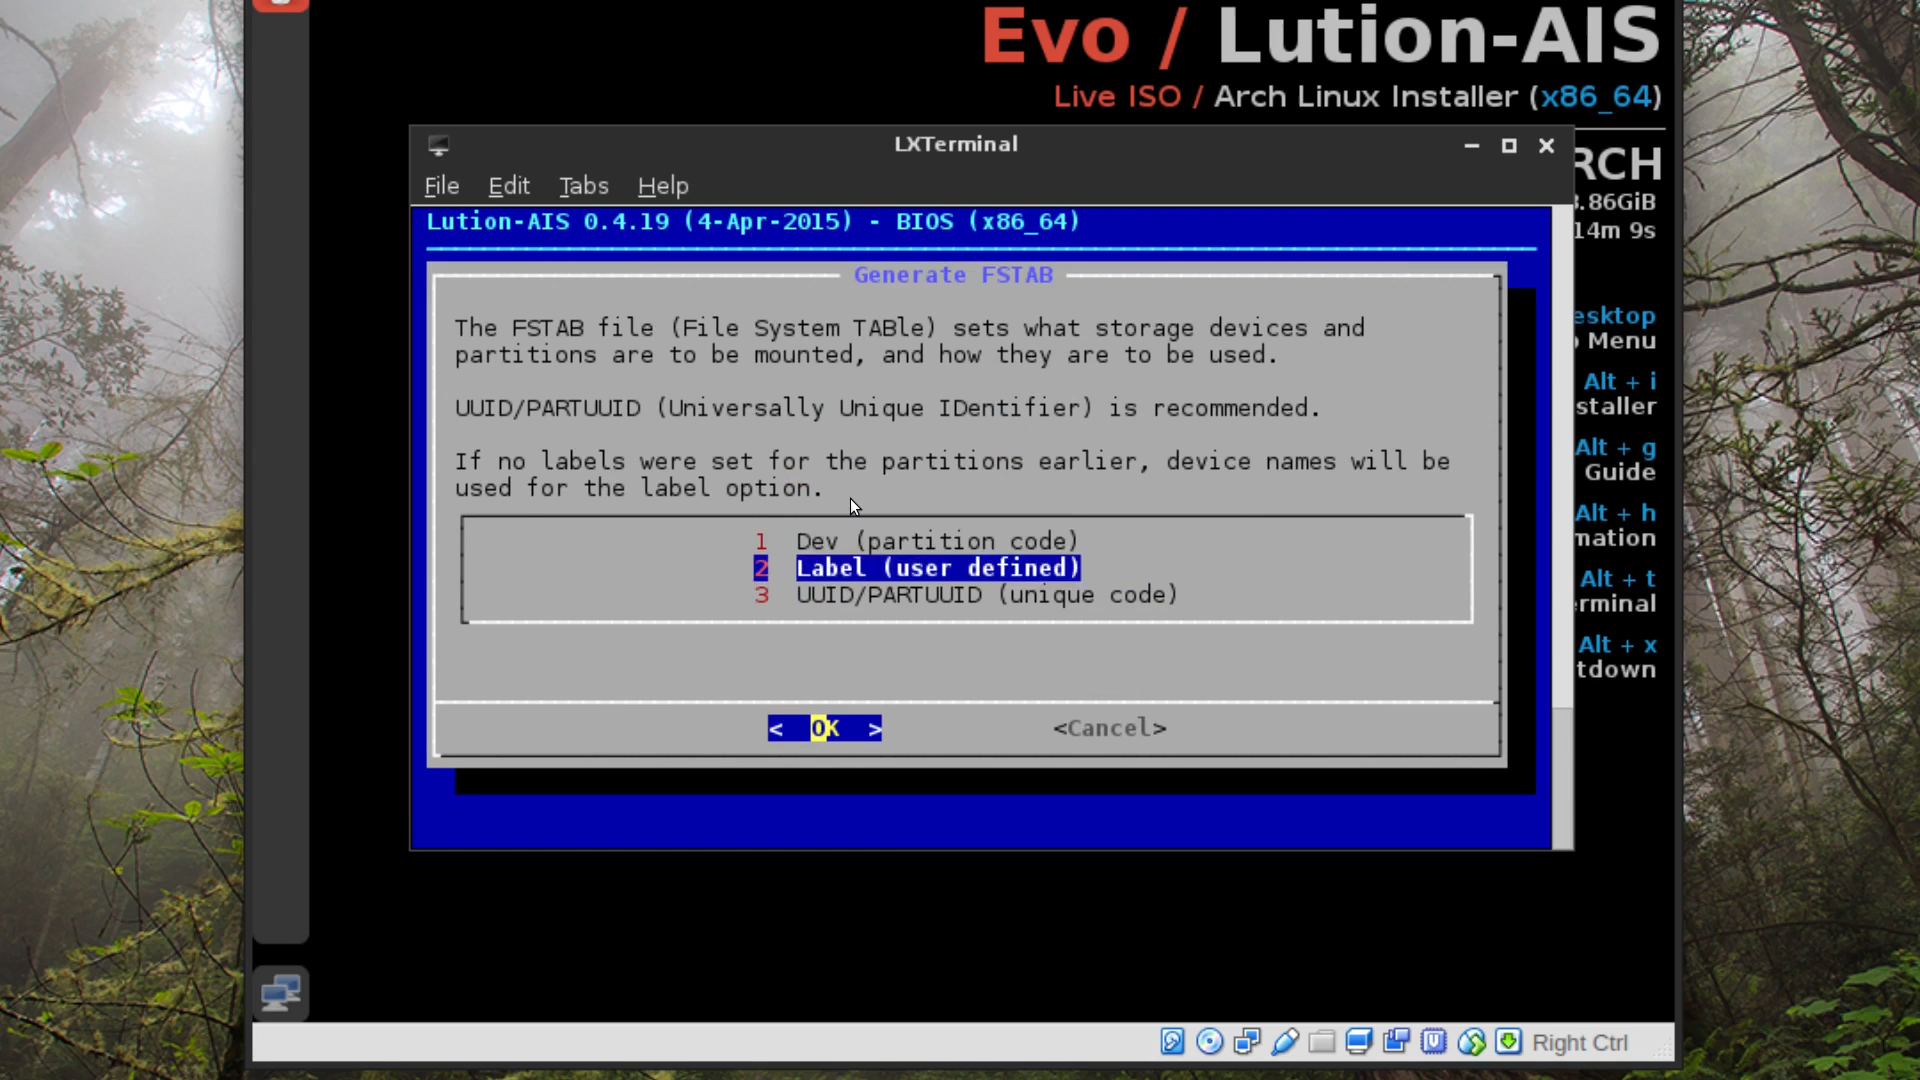 Evo / Lution-AIS
Live ISO / Arch Linux Installer (x86_64)
LXTerminal
File Edit Tabs Help
RCH
.86GiB
14m 9s
Lution-AIS 0.4.19 (4-Apr-2015) - BIOS (x86_64)
Generate FSTAB
The FSTAB file (File System TABle) sets what storage devices and
partitions are to be mounted, and how they are to be used.
UUID/PARTUUID (Universally Unique IDentifier) is recommended.
If no labels were set for the partitions earlier, device names will be
used for the label option.
1 Dev (partition code)
2 Label (user defined)
3 UUID/PARTUUID (unique code)
< OK > <Cancel>
esktop
Menu
Alt + i
staller
Alt + g
Guide
Alt + h
mation
Alt + t
erminal
Alt + x
tdown
Right Ctrl